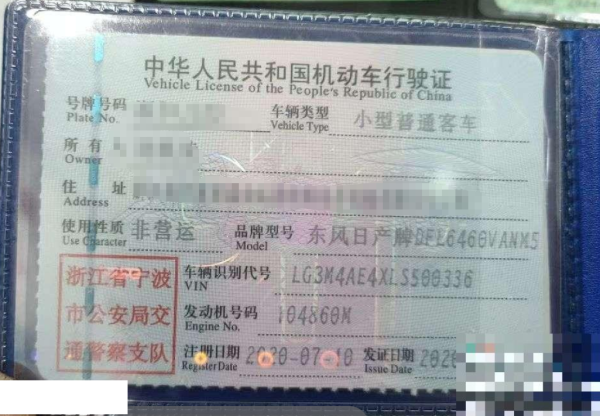 中华人民共和国机动车行驶证
Vehicle License of the People's Republic of China
号牌号码 车辆类型 小型普通客车
Plate No. Vehicle Type
所有
Owner
住 址
Address
使用性质 非营运 品牌型号 东风日产牌DFL6460VANM5
Use Character Model
浙江省宁波
市公安局交
通警察支队
车辆识别代号 LG3M4AE4XLS500336
VIN
发动机号码 104860M
Engine No.
注册日期 2020-07-10 发证日期 2020
Register Date Issue Date